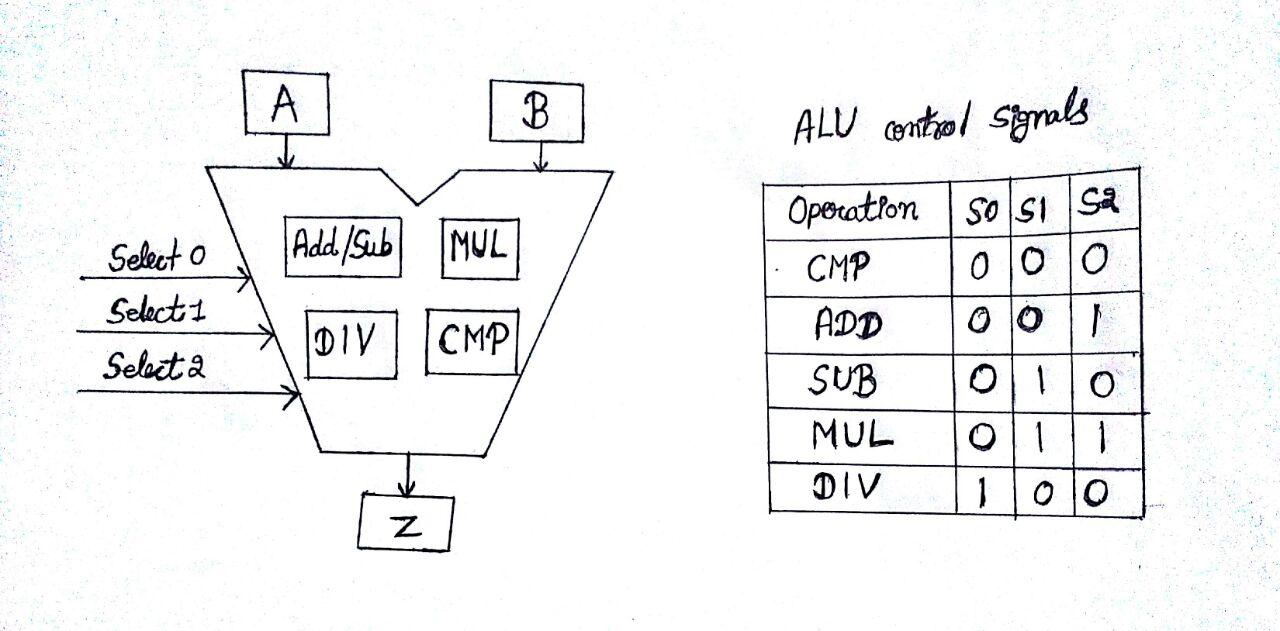 A
B
Add/Sub MUL
DIV CMP
Select 0
Select 1
Select 2
Z
ALU control signals
Operation S0 S1 S2
CMP 0 0 0
ADD 0 0 1
SUB 0 1 0
MUL 0 1 1
DIV 1 0 0